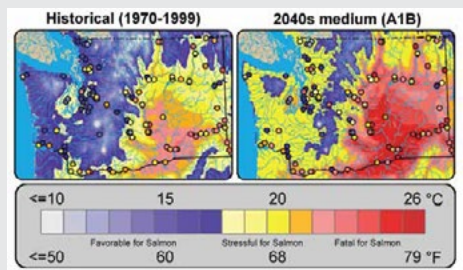 Historical (1970-1999)
2040s medium (A1B)
<=10 15 20 26 °C
Favorable for Salmon Stressful for Salmon Fatal for Salmon
<=50 60 68 79 °F